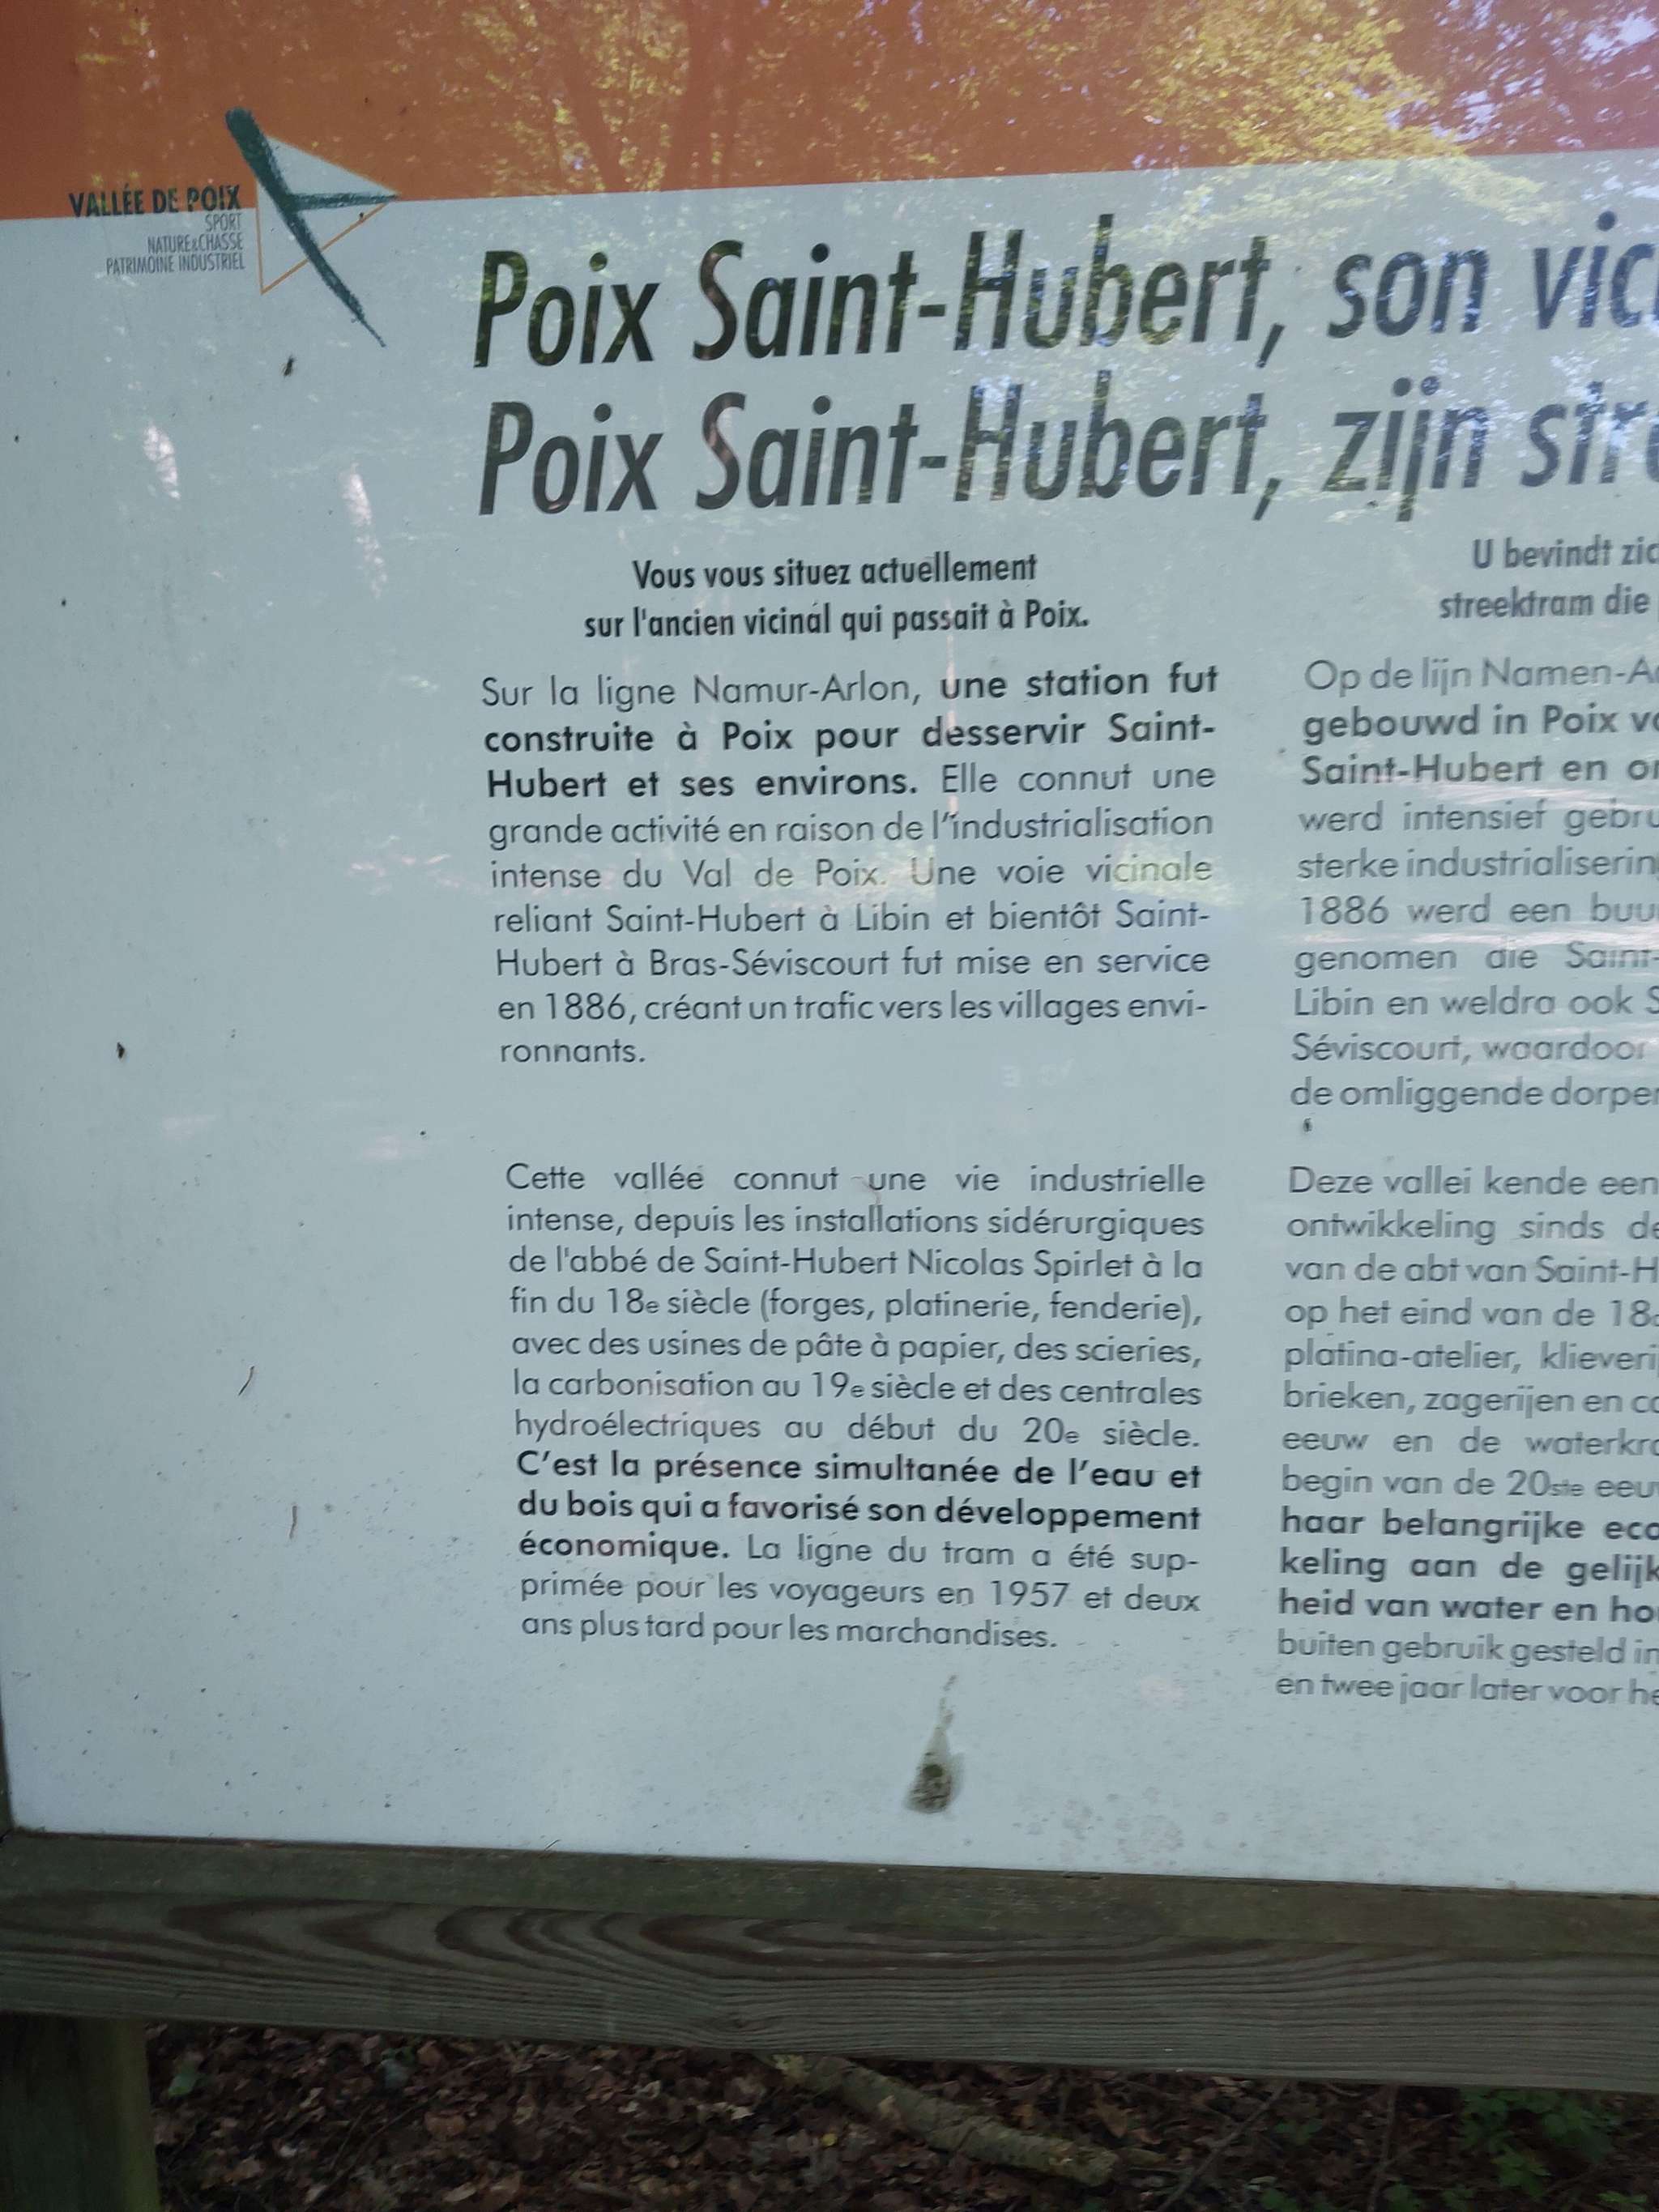 VALLÉE DE POIX
SPORT
NATURE&CHASSE
PATRIMOINE INDUSTRIEL
Poix Saint-Hubert, son
Poix Saint-Hubert, zijn
Vous vous situez actuellement
sur l'ancien vicinal qui passait à Poix.
Sur la ligne Namur-Arlon, une station fut
construite à Poix pour desservir Saint-
Hubert et ses environs. Elle connut une
grande activité en raison de l'industrialisation
intense du Val de Poix. Une voie vicinale
reliant Saint-Hubert à Libin et bientôt Saint-
Hubert à Bras-Séviscourt fut mise en service
en 1886, créant un trafic vers les villages envi-
ronnants.
Cette vallée connut une vie industrielle
intense, depuis les installations sidérurgiques
de l'abbé de Saint-Hubert Nicolas Spirlet à la
fin du 18e siècle (forges, platinerie, fenderie),
avec des usines de pâte à papier, des scieries,
la carbonisation au 19e siècle et des centrales
hydroélectriques au début du 20e siècle.
C'est la présence simultanée de l'eau et
du bois qui a favorisé son développement
économique. La ligne du tram a été sup-
primée pour les voyageurs en 1957 et deux
ans plus tard pour les marchandises.
U bevindt
streektram die
Op de lijn
gebouwd in Poix
Saint-Hubert en
werd intensief
sterke
1886 werd een
genomen die Saint-
Libin en weldra ook
Séviscourt, waardoor
de omliggende
Deze vallei kende een
ontwikkeling sinds
van de abt van
op het eind van de
platina-atelier,
brieken, zagerijen en
eeuw en de
begin van de 20ste
haar belangrijke
keling aan de
heid van water en
buiten gebruik gesteld
en twee jaar later voor